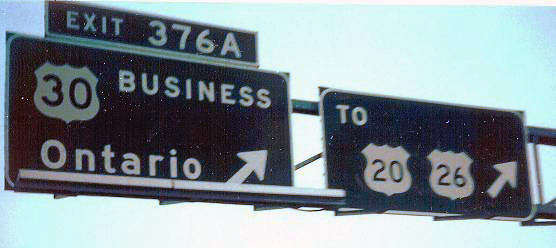 EXIT 376A
30 BUSINESS
Ontario
TO
20 26